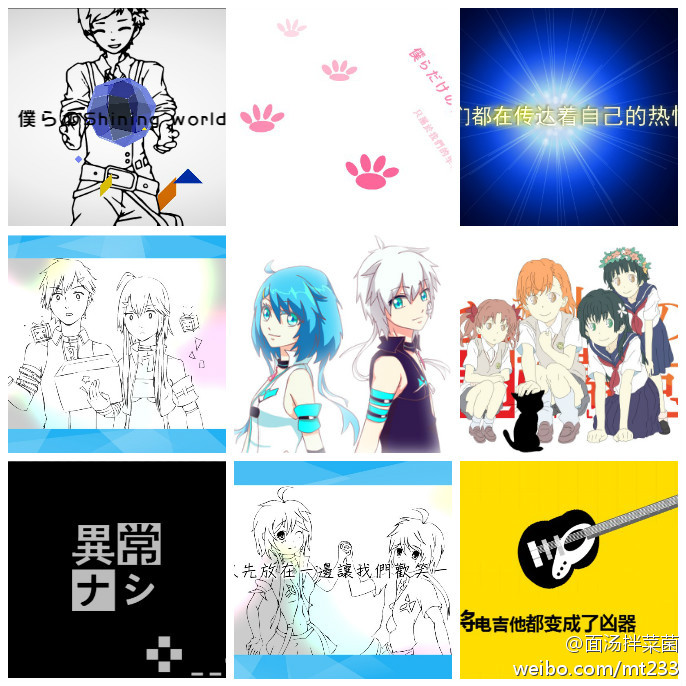 僕らのShining world
僕らだけの
们都在传达着自己的热情
異常
ナシ
先放在一邊讓我們歡笑一
将电吉他都变成了凶器
@面汤拌菜菌
weibo.com/mt233